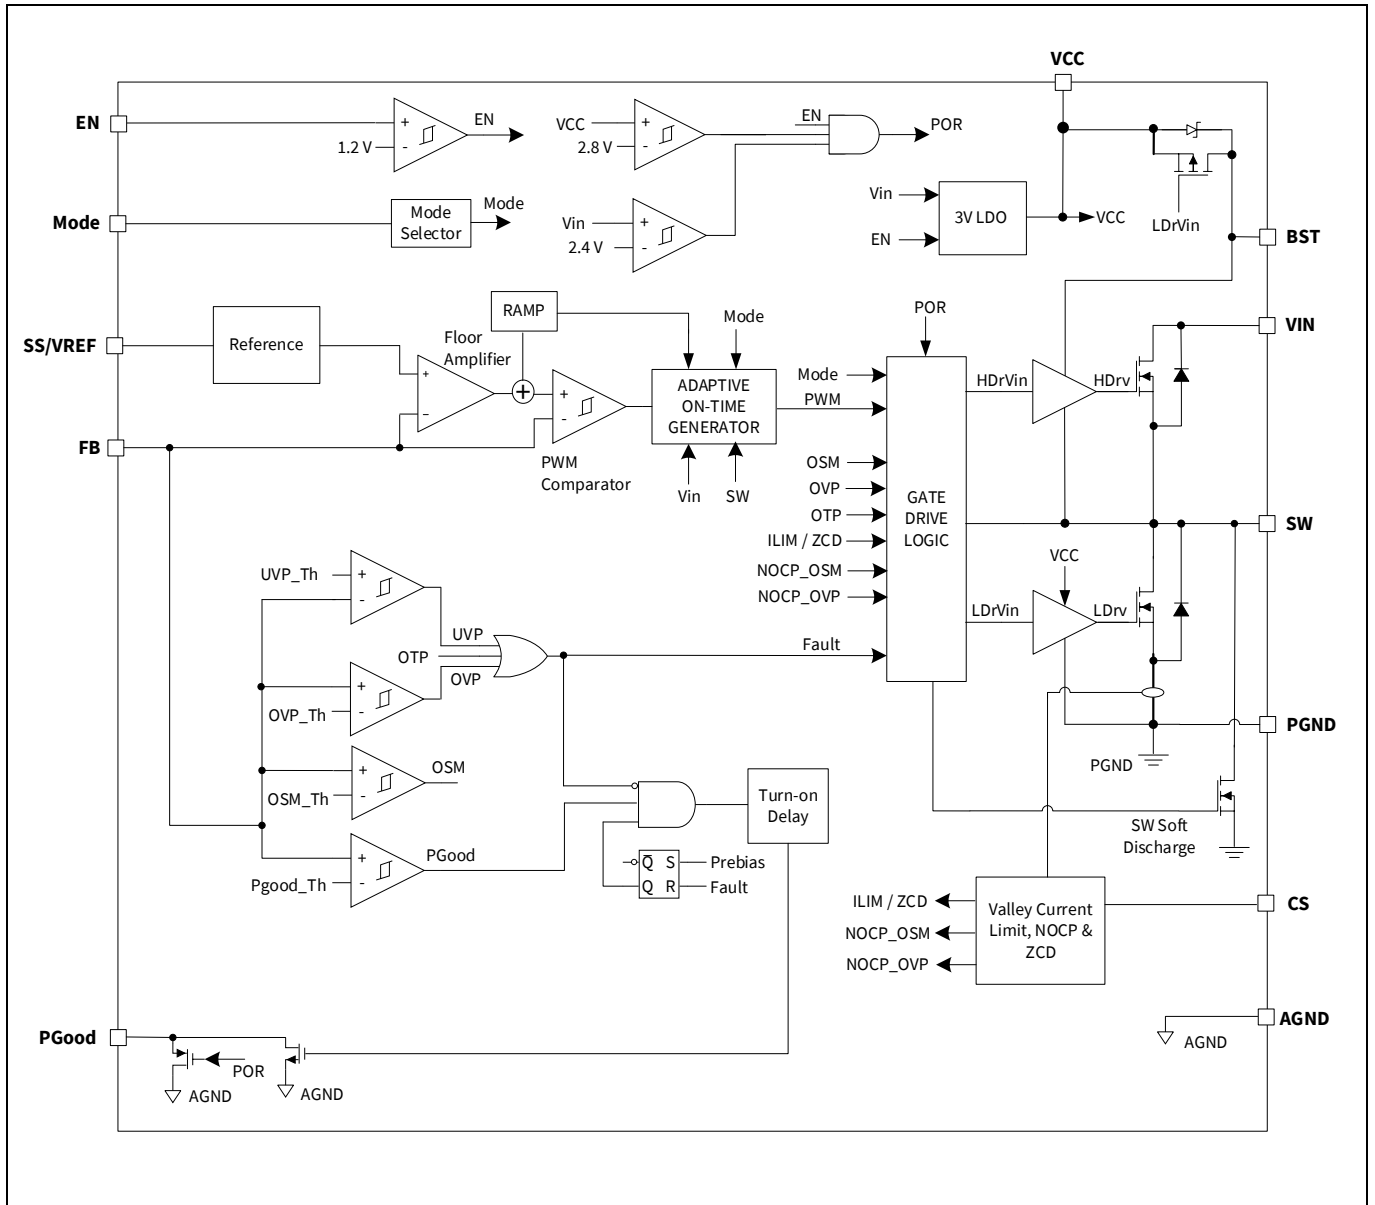 VCC
EN
+
-
1.2 V
EN
VCC
2.8 V
+
-
EN
POR
Mode
Mode
Selector
Mode
Vin
2.4 V
+
-
Vin
EN
3V LDO
VCC
LDrVin
BST
SS/VREF
Reference
Floor
Amplifier
+
-
RAMP
+
+
-
PWM
Comparator
Mode
ADAPTIVE
ON-TIME
GENERATOR
Vin
SW
FB
POR
Mode
PWM
OSM
OVP
OTP
ILIM / ZCD
NOCP_OSM
NOCP_OVP
Fault
GATE
DRIVE
LOGIC
HDrVin
HDrv
VIN
SW
VCC
LDrVin
LDrv
PGND
PGND
SW Soft
Discharge
UVP_Th
+
-
UVP
OTP
OVP
+
OVP_Th
-
+
OSM_Th
-
OSM
+
Pgood_Th
-
PGood
Q̅ S
Prebias
Q R
Fault
Turn-on
Delay
ILIM / ZCD
NOCP_OSM
NOCP_OVP
Valley Current
Limit, NOCP &
ZCD
CS
AGND
AGND
PGood
POR
AGND
AGND